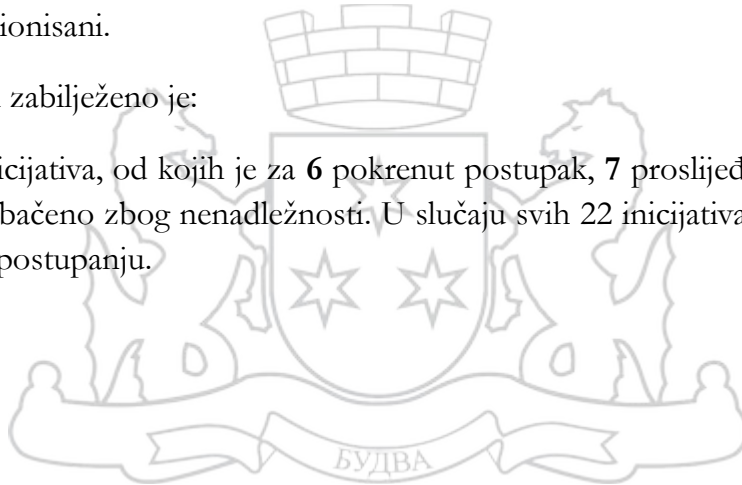 ionisani.
zabilježeno je:
icijativa, od kojih je za 6 pokrenut postupak, 7 proslijeđ
bačeno zbog nenadležnosti. U slučaju svih 22 inicijativa
postupanju.
БУДВА